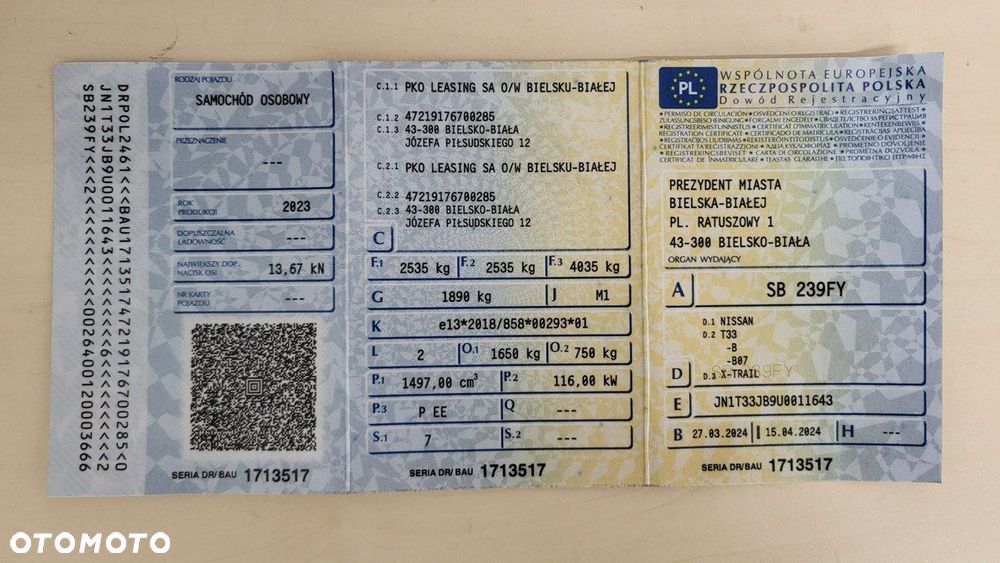 DRPOL2461<<BAU1713517472191767002 85<0
JN1T33JB9U0011643<<<<<6<<<<<<<<<<<<2
SB239FY<<2<<<<<<<<<<<002640012000 3666
RODZAJ POJAZDU
SAMOCHÓD OSOBOWY
PRZEZNACZENIE
---
ROK PRODUKCJI 2023
DOPUSZCZALNA ŁADOWNOŚĆ ---
NAJWIĘKSZY DOP. NACISK OSI 13,67 kN
NR KARTY POJAZDU ---
SERIA DR/BAU 1713517
C.1.1 PKO LEASING SA O/W BIELSKU-BIAŁEJ
C.1.2 47219176700285
C.1.3 43-300 BIELSKO-BIAŁA
JÓZEFA PIŁSUDSKIEGO 12
C.2.1 PKO LEASING SA O/W BIELSKU-BIAŁEJ
C.2.2 47219176700285
C.2.3 43-300 BIELSKO-BIAŁA
JÓZEFA PIŁSUDSKIEGO 12
C
F.1 2535 kg F.2 2535 kg F.3 4035 kg
G 1890 kg J M1
K e13*2018/858*00293*01
L 2 O.1 1650 kg O.2 750 kg
P.1 1497,00 cm³ P.2 116,00 kW
P.3 P EE Q ---
S.1 7 S.2 ---
SERIA DR/BAU 1713517
PL
WSPÓLNOTA EUROPEJSKA
RZECZPOSPOLITA POLSKA
Dowód Rejestracyjny
PREZYDENT MIASTA
BIELSKA-BIAŁEJ
PL. RATUSZOWY 1
43-300 BIELSKO-BIAŁA
ORGAN WYDAJĄCY
A SB 239FY
D.1 NISSAN
D.2 T33
-B
-B07
D D.3 X-TRAIL
E JN1T33JB9U0011643
B 27.03.2024 I 15.04.2024 H ---
SERIA DR/BAU 1713517
OTOMOTO